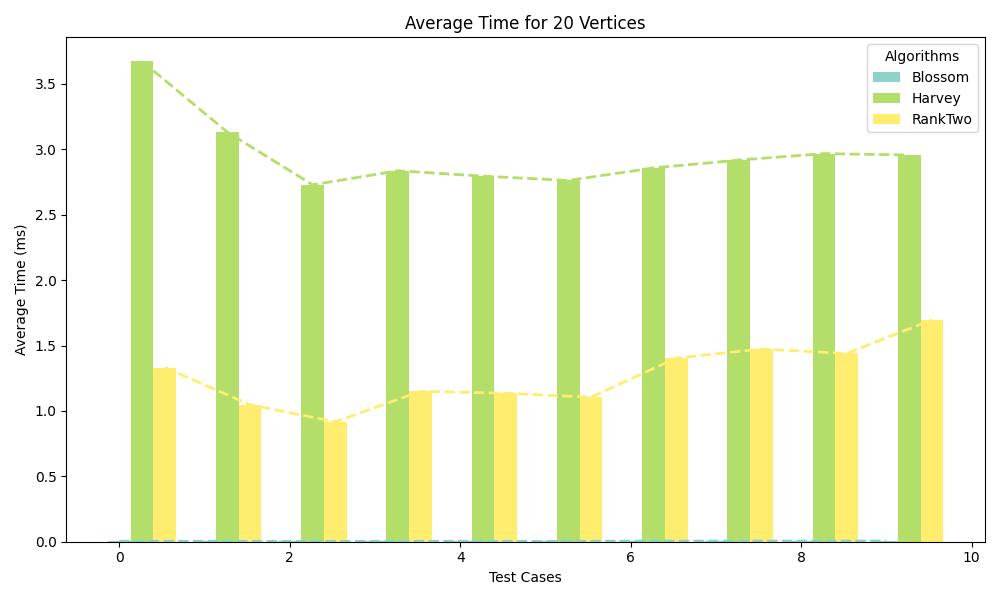 Average Time for 20 Vertices
Algorithms
Blossom
Harvey
RankTwo
Average Time (ms)
3.5
3.0
2.5
2.0
1.5
1.0
0.5
0.0
0 2 4 6 8 10
Test Cases